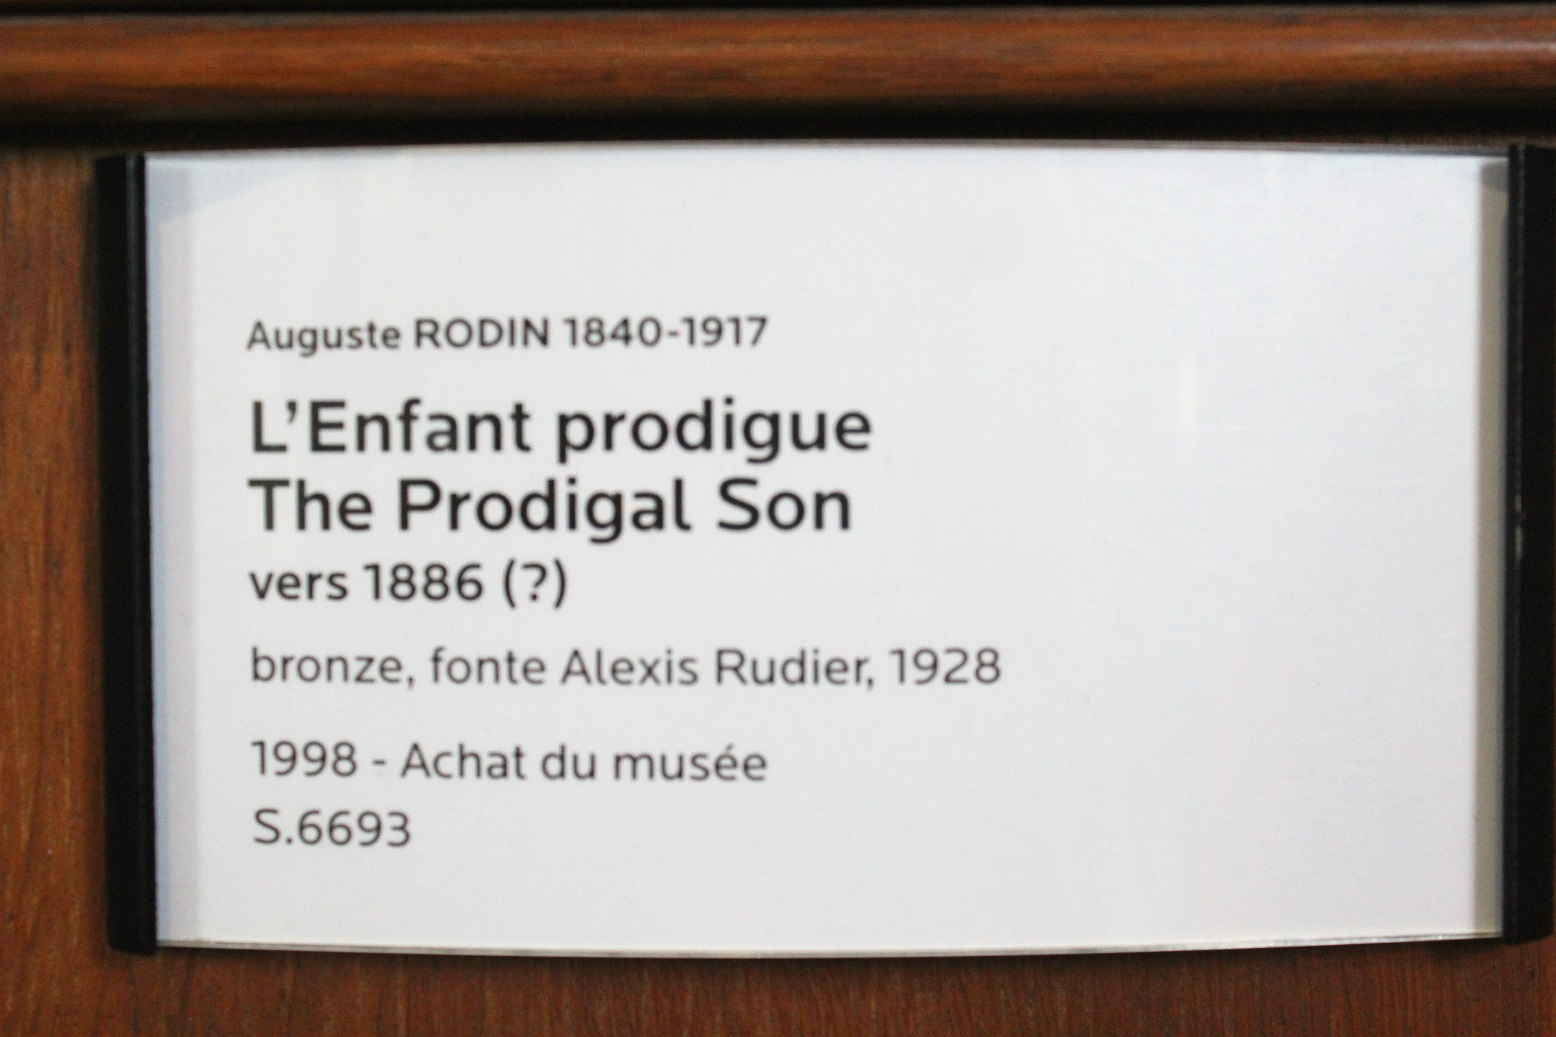 Auguste RODIN 1840-1917
L’Enfant prodigue
The Prodigal Son
vers 1886 (?)
bronze, fonte Alexis Rudier, 1928
1998 - Achat du musée
S.6693